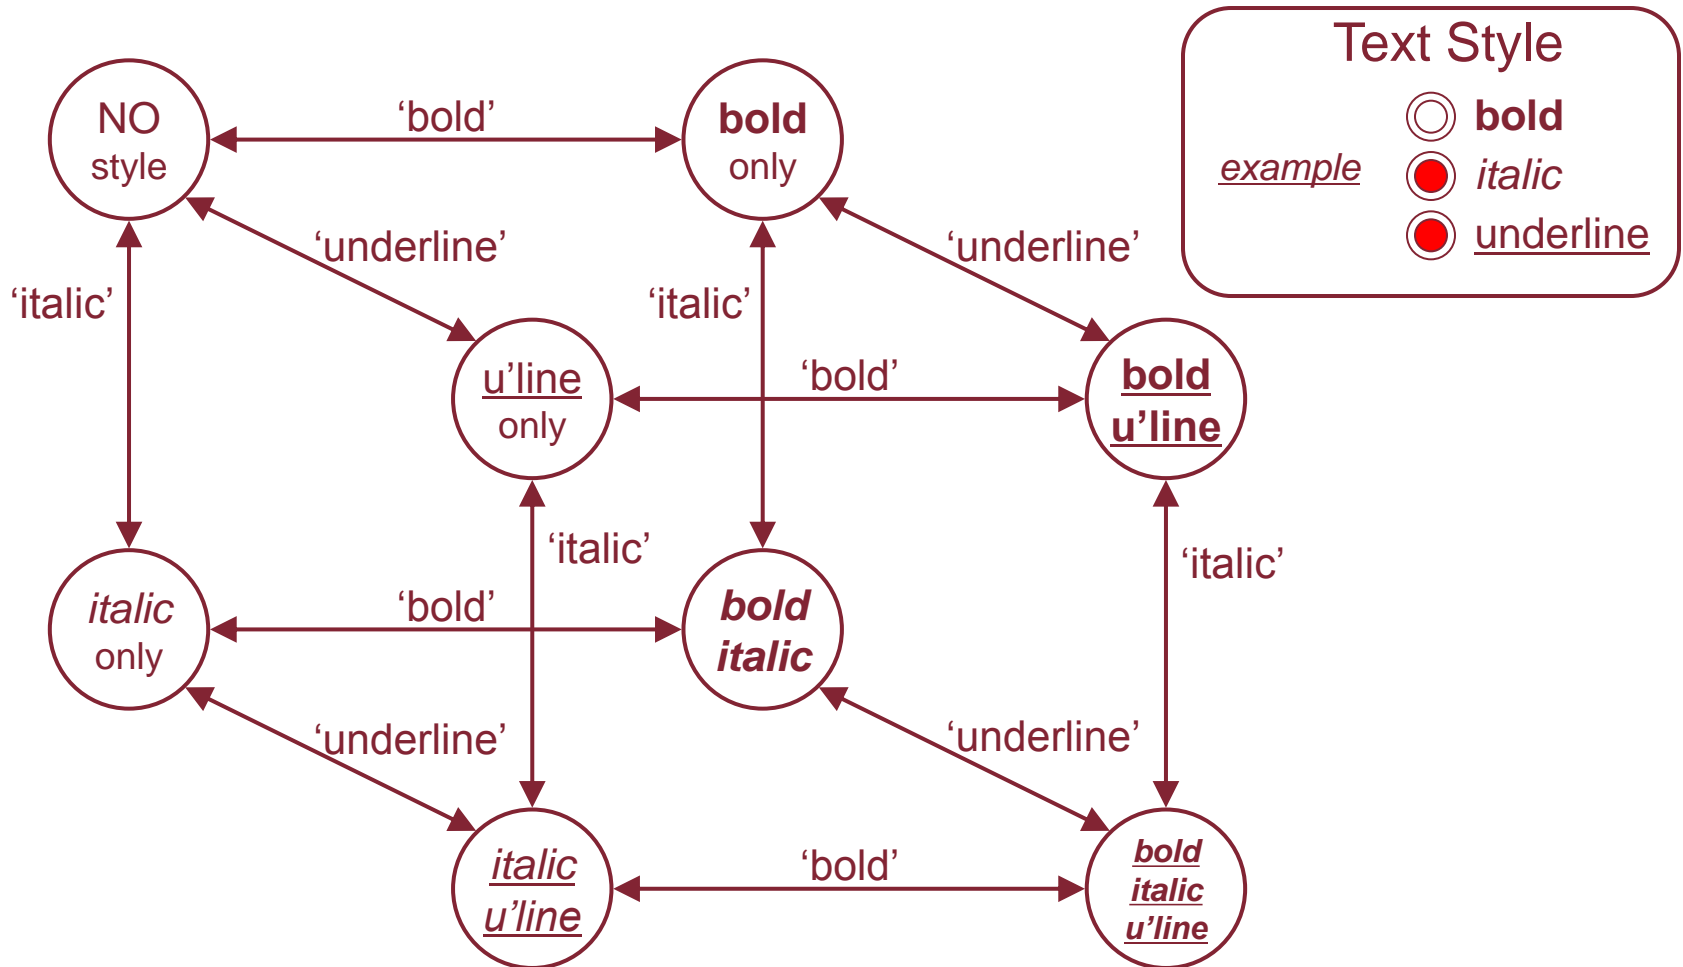 Text Style
NO
style
‘bold’
bold
only
bold
example
italic
underline
‘underline’
‘underline’
‘italic’
‘italic’
u’line
only
‘bold’
bold
u’line
‘italic’
‘italic’
italic
only
‘bold’
bold
italic
‘underline’
‘underline’
italic
u’line
‘bold’
bold
italic
u’line